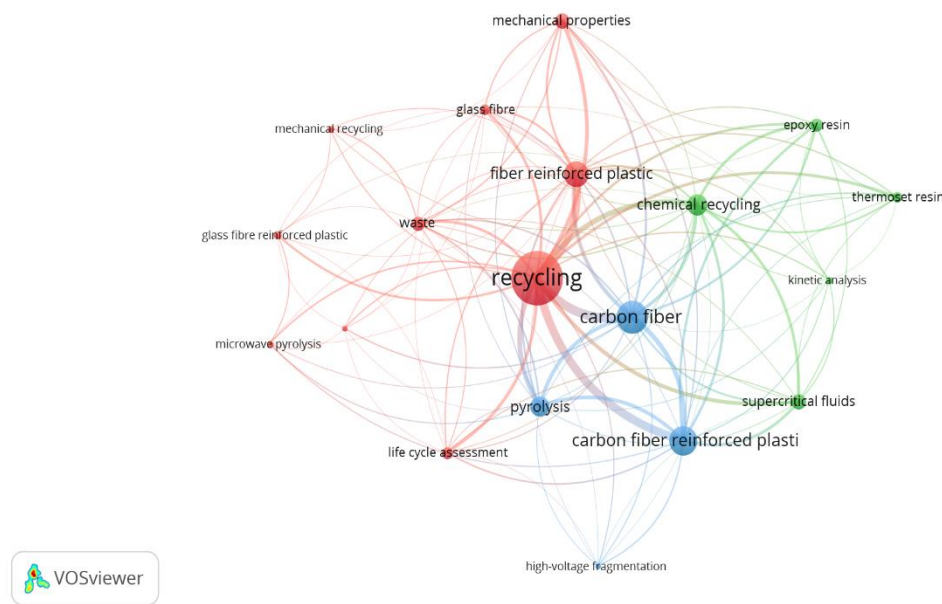 mechanical properties
glass fibre
mechanical recycling
epoxy resin
fiber reinforced plastic
thermoset resin
chemical recycling
waste
glass fibre reinforced plastic
recycling
kinetic analysis
carbon fiber
microwave pyrolysis
supercritical fluids
pyrolysis
carbon fiber reinforced plasti
life cycle assessment
high-voltage fragmentation
VOSviewer